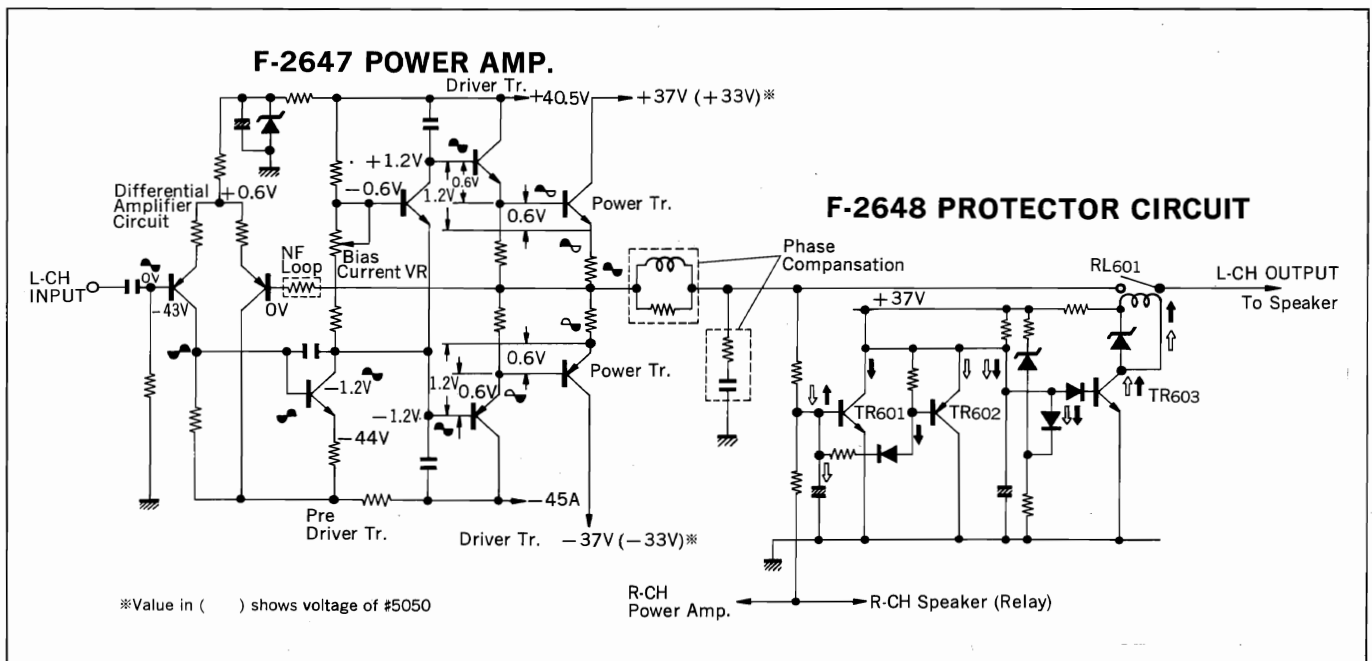 F-2647 POWER AMP.
Driver Tr.
+40.5V
+37V (+33V)※
+1.2V
-0.6V
1.2V
0.6V
0.6V
Power Tr.
Differential
Amplifier
Circuit
+0.6V
NF
Loop
Bias
Current VR
L-CH
INPUT
0V
-43V
0V
F-2648 PROTECTOR CIRCUIT
Phase
Compansation
RL601
L-CH OUTPUT
To Speaker
+37V
0.6V
1.2V
0.6V
Power Tr.
-1.2V
-1.2V
-44V
TR601
TR602
TR603
-45A
Pre
Driver Tr.
Driver Tr.
-37V (-33V)※
※Value in ( ) shows voltage of #5050
R-CH
Power Amp.
R-CH Speaker (Relay)